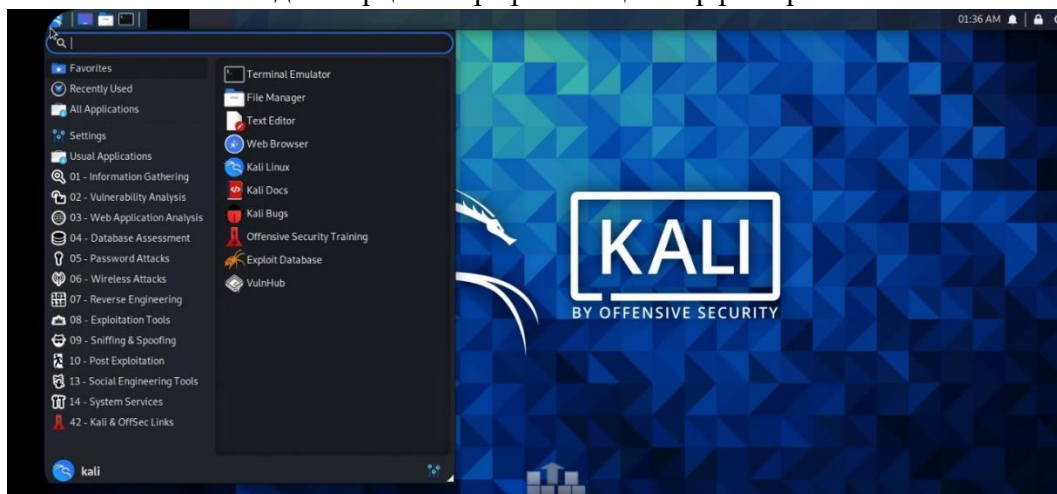 01:36 AM
Favorites
Recently Used
All Applications
Settings
Usual Applications
01 - Information Gathering
02 - Vulnerability Analysis
03 - Web Application Analysis
04 - Database Assessment
05 - Password Attacks
06 - Wireless Attacks
07 - Reverse Engineering
08 - Exploitation Tools
09 - Sniffing & Spoofing
10 - Post Exploitation
13 - Social Engineering Tools
14 - System Services
42 - Kali & OffSec Links
Terminal Emulator
File Manager
Text Editor
Web Browser
Kali Linux
Kali Docs
Kali Bugs
Offensive Security Training
Exploit Database
VulnHub
kali
KALI
BY OFFENSIVE SECURITY